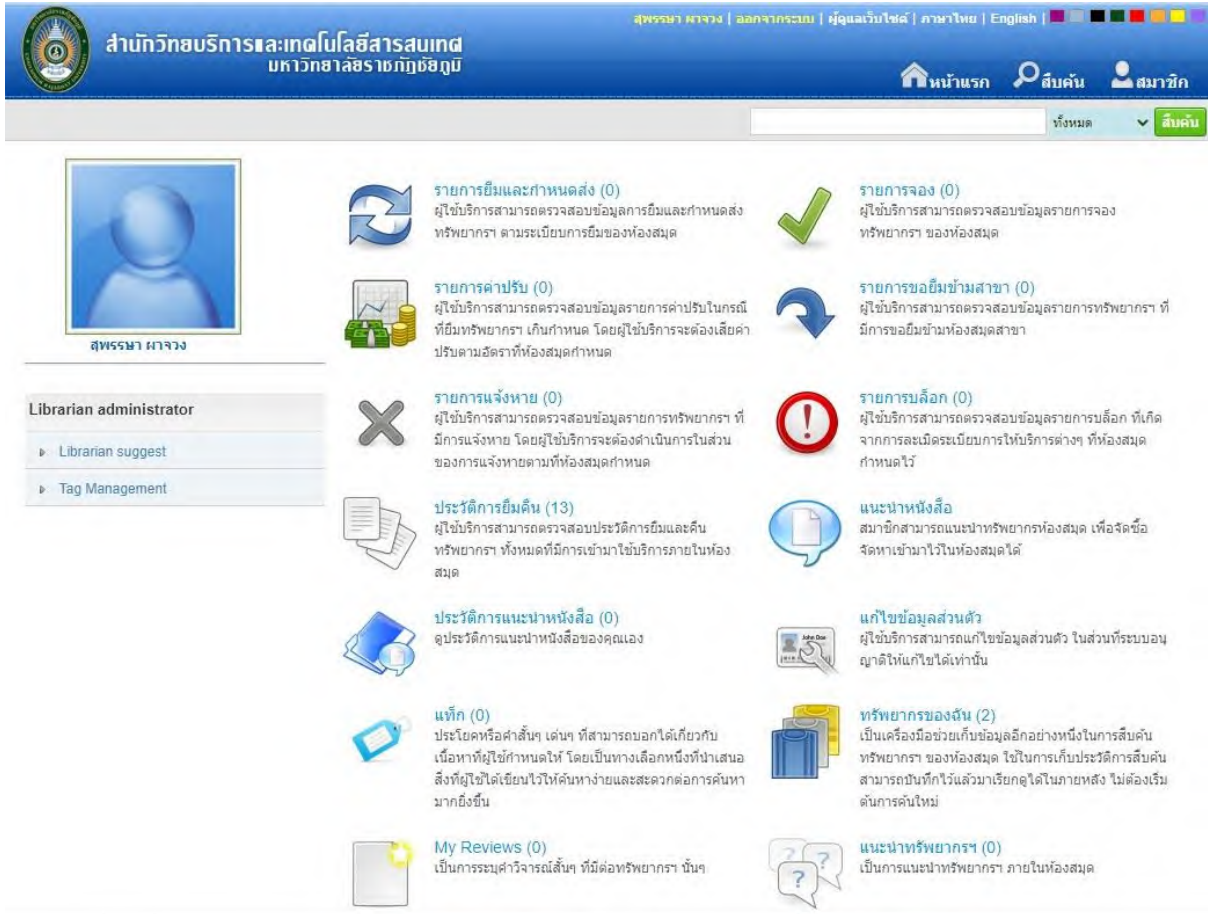 สุพรรษา ผาจวง | ออกจากระบบ | ผู้ดูแลเว็บไซต์ | ภาษาไทย | English |
สำนักวิทยบริการและเทคโนโลยีสารสนเทศ
มหาวิทยาลัยราชภัฏชัยภูมิ
หน้าแรก สืบค้น สมาชิก
ทั้งหมด สืบค้น
สุพรรษา ผาจวง
Librarian administrator
Librarian suggest
Tag Management
รายการยืมและกำหนดส่ง (0)
ผู้ใช้บริการสามารถตรวจสอบข้อมูลการยืมและกำหนดส่ง
ทรัพยากรฯ ตามระเบียบการยืมของห้องสมุด
รายการจอง (0)
ผู้ใช้บริการสามารถตรวจสอบข้อมูลรายการจอง
ทรัพยากรฯ ของห้องสมุด
รายการค่าปรับ (0)
ผู้ใช้บริการสามารถตรวจสอบข้อมูลรายการค่าปรับในกรณี
ที่ยืมทรัพยากรฯ เกินกำหนด โดยผู้ใช้บริการจะต้องเสียค่า
ปรับตามอัตราที่ห้องสมุดกำหนด
รายการขอยืมข้ามสาขา (0)
ผู้ใช้บริการสามารถตรวจสอบข้อมูลรายการทรัพยากรฯ ที่
มีการขอยืมข้ามห้องสมุดสาขา
รายการแจ้งหาย (0)
ผู้ใช้บริการสามารถตรวจสอบข้อมูลรายการทรัพยากรฯ ที่
มีการแจ้งหาย โดยผู้ใช้บริการจะต้องดำเนินการในส่วน
ของการแจ้งหายตามที่ห้องสมุดกำหนด
รายการบล็อก (0)
ผู้ใช้บริการสามารถตรวจสอบข้อมูลรายการบล็อก ที่เกิด
จากการละเมิดระเบียบการให้บริการต่างๆ ที่ห้องสมุด
กำหนดไว้
ประวัติการยืมคืน (13)
ผู้ใช้บริการสามารถตรวจสอบประวัติการยืมและคืน
ทรัพยากรฯ ทั้งหมดที่มีการเข้ามาใช้บริการภายในห้อง
สมุด
แนะนำหนังสือ
สมาชิกสามารถแนะนำทรัพยากรห้องสมุด เพื่อจัดซื้อ
จัดหาเข้ามาไว้ในห้องสมุดได้
ประวัติการแนะนำหนังสือ (0)
ดูประวัติการแนะนำหนังสือของคุณเอง
John Doe
แก้ไขข้อมูลส่วนตัว
ผู้ใช้บริการสามารถแก้ไขข้อมูลส่วนตัว ในส่วนที่ระบบอนุ
ญาติให้แก้ไขได้เท่านั้น
แท็ก (0)
ประโยคหรือคำสั้นๆ เด่นๆ ที่สามารถบอกได้เกี่ยวกับ
เนื้อหาที่ผู้ใช้กำหนดให้ โดยเป็นทางเลือกหนึ่งที่นำเสนอ
สิ่งที่ผู้ใช้ได้เขียนไว้ให้ค้นหาง่ายและสะดวกต่อการค้นหา
มากยิ่งขึ้น
ทรัพยากรของฉัน (2)
เป็นเครื่องมือช่วยเก็บข้อมูลอีกอย่างหนึ่งในการสืบค้น
ทรัพยากรฯ ของห้องสมุด ใช้ในการเก็บประวัติการสืบค้น
สามารถบันทึกไว้แล้วมาเรียกดูได้ในภายหลัง ไม่ต้องเริ่ม
ต้นการค้นใหม่
My Reviews (0)
เป็นการระบุคำวิจารณ์สั้นๆ ที่มีต่อทรัพยากรฯ นั้นๆ
แนะนำทรัพยากรฯ (0)
เป็นการแนะนำทรัพยากรฯ ภายในห้องสมุด